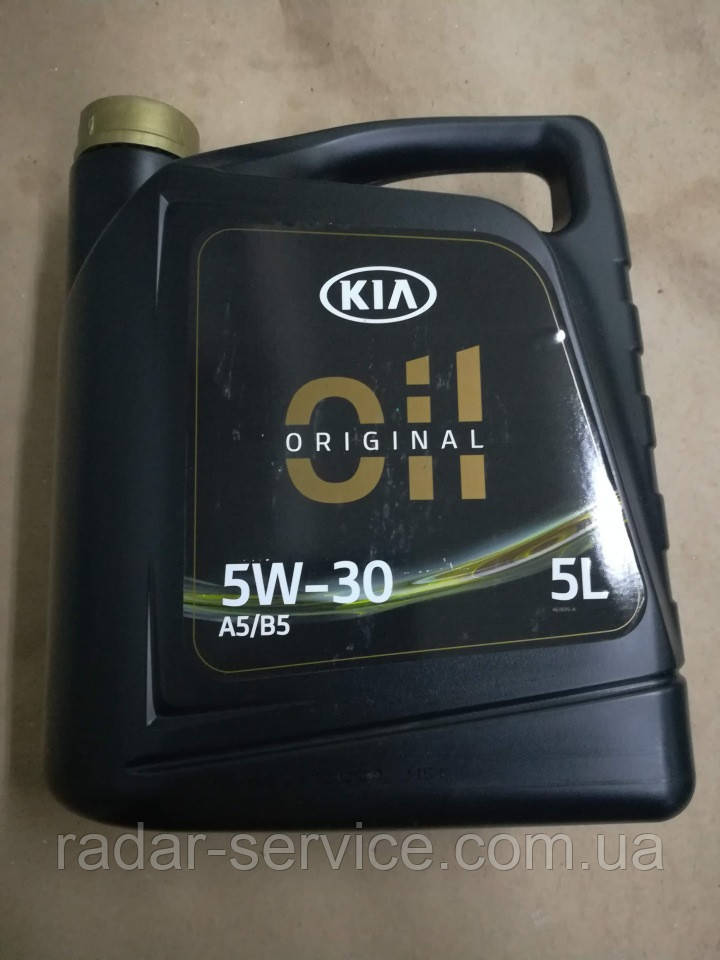 KIA
Oil
ORIGINAL
5W-30
5L
A5/B5
radar-service.com.ua